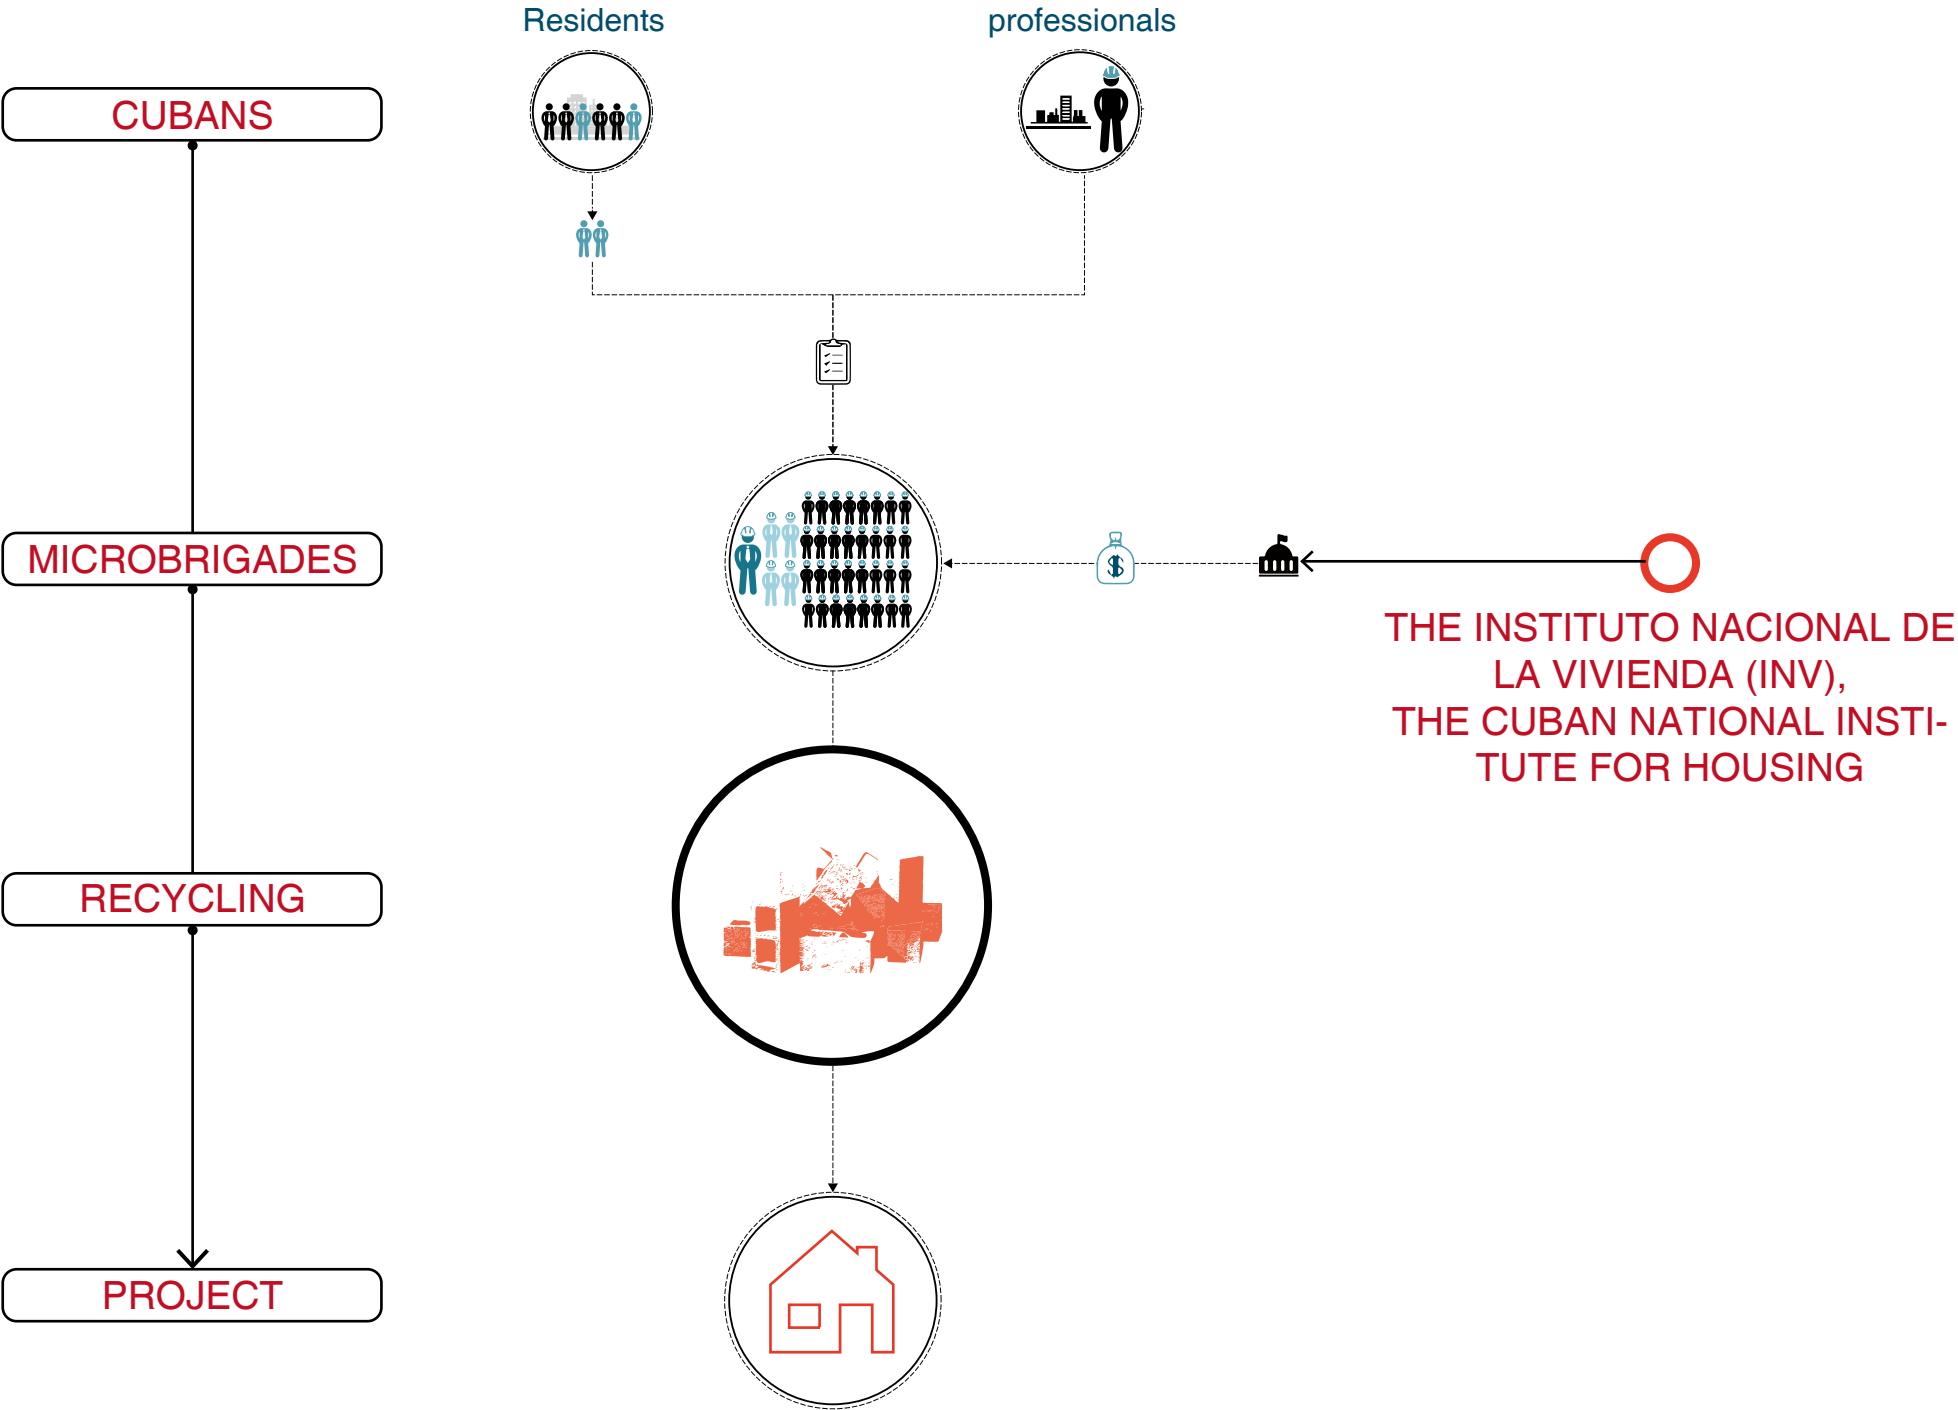 Residents
professionals
CUBANS
MICROBRIGADES
$
THE INSTITUTO NACIONAL DE
LA VIVIENDA (INV),
THE CUBAN NATIONAL INSTI-
TUTE FOR HOUSING
RECYCLING
PROJECT